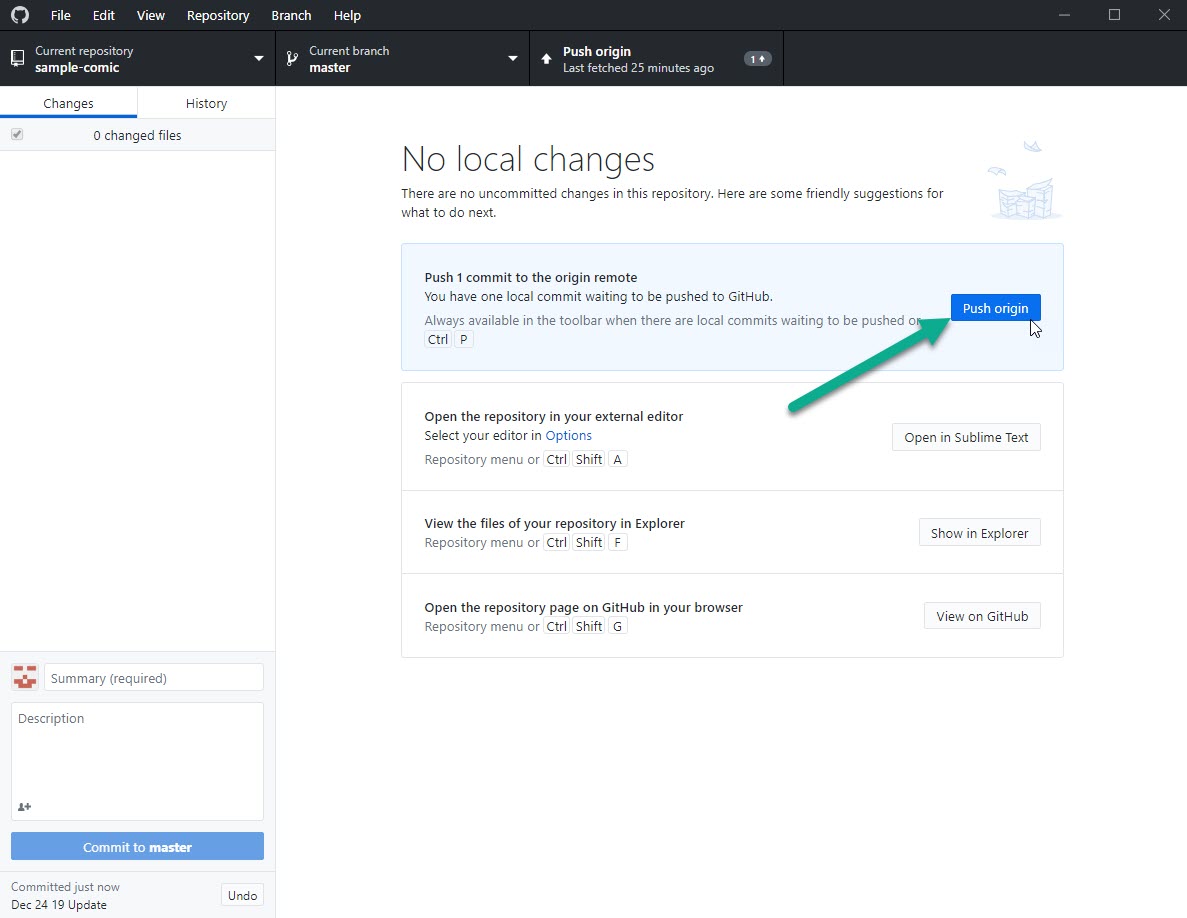 File Edit View Repository Branch Help
Current repository
sample-comic
Current branch
master
Push origin
Last fetched 25 minutes ago
1
Changes History
0 changed files
No local changes
There are no uncommitted changes in this repository. Here are some friendly suggestions for
what to do next.
Push 1 commit to the origin remote
You have one local commit waiting to be pushed to GitHub.
Always available in the toolbar when there are local commits waiting to be pushed or
Ctrl P
Push origin
Open the repository in your external editor
Select your editor in Options
Repository menu or Ctrl Shift A
Open in Sublime Text
View the files of your repository in Explorer
Repository menu or Ctrl Shift F
Show in Explorer
Open the repository page on GitHub in your browser
Repository menu or Ctrl Shift G
View on GitHub
Summary (required)
Description
Commit to master
Committed just now
Dec 24 19 Update
Undo